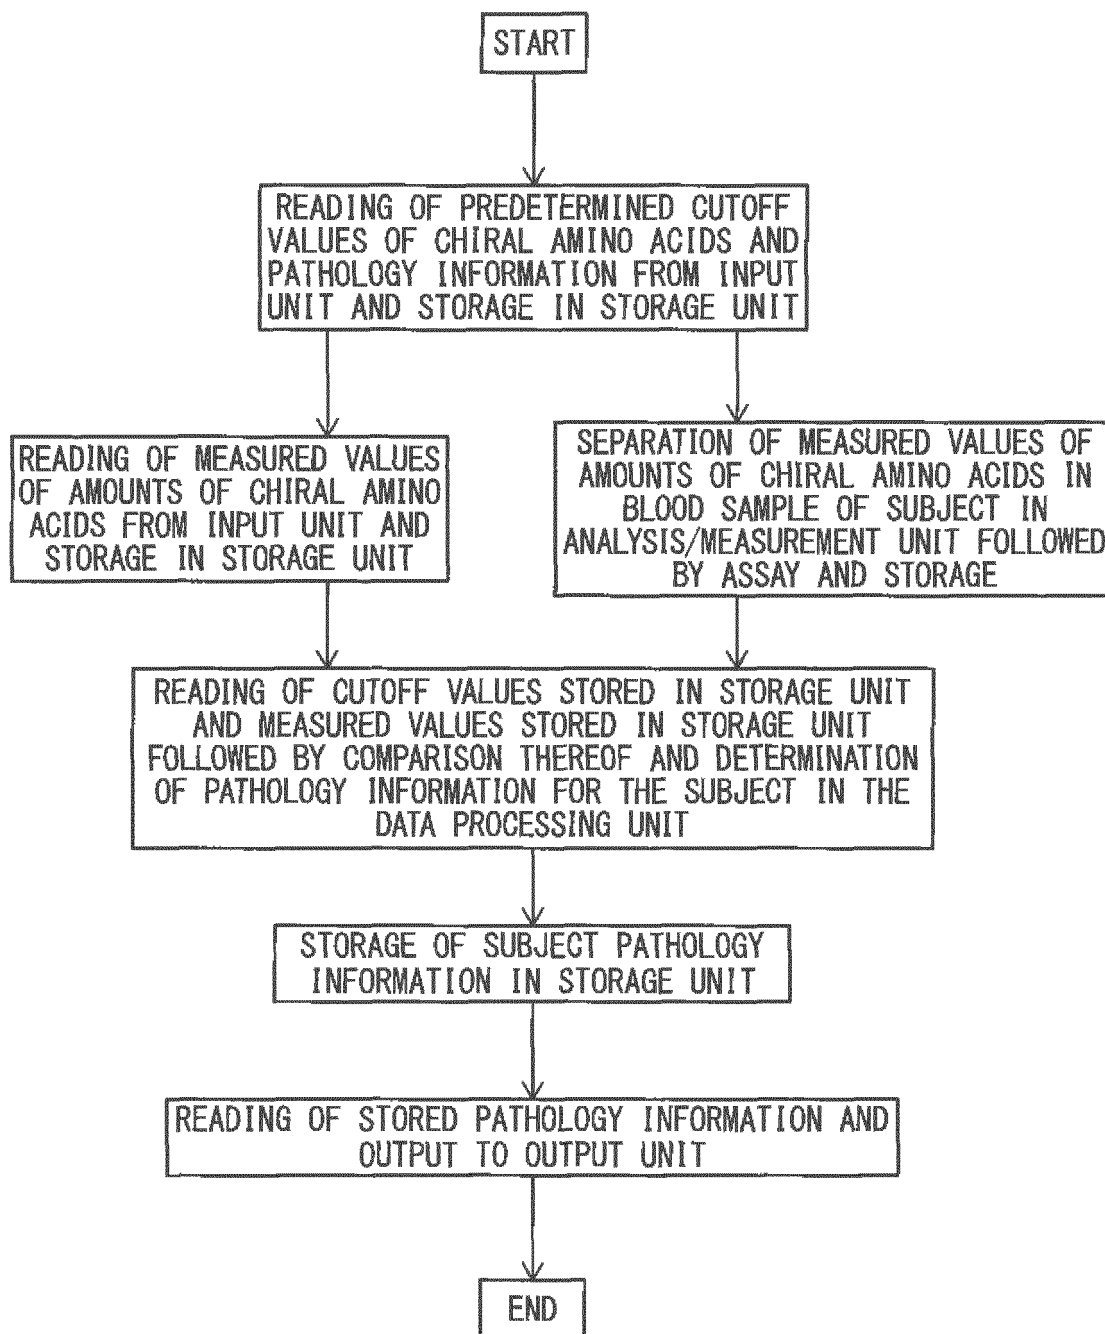 START
READING OF PREDETERMINED CUTOFF
VALUES OF CHIRAL AMINO ACIDS AND
PATHOLOGY INFORMATION FROM INPUT
UNIT AND STORAGE IN STORAGE UNIT
READING OF MEASURED VALUES
OF AMOUNTS OF CHIRAL AMINO
ACIDS FROM INPUT UNIT AND
STORAGE IN STORAGE UNIT
SEPARATION OF MEASURED VALUES OF
AMOUNTS OF CHIRAL AMINO ACIDS IN
BLOOD SAMPLE OF SUBJECT IN
ANALYSIS/MEASUREMENT UNIT FOLLOWED
BY ASSAY AND STORAGE
READING OF CUTOFF VALUES STORED IN STORAGE UNIT
AND MEASURED VALUES STORED IN STORAGE UNIT
FOLLOWED BY COMPARISON THEREOF AND DETERMINATION
OF PATHOLOGY INFORMATION FOR THE SUBJECT IN THE
DATA PROCESSING UNIT
STORAGE OF SUBJECT PATHOLOGY
INFORMATION IN STORAGE UNIT
READING OF STORED PATHOLOGY INFORMATION AND
OUTPUT TO OUTPUT UNIT
END